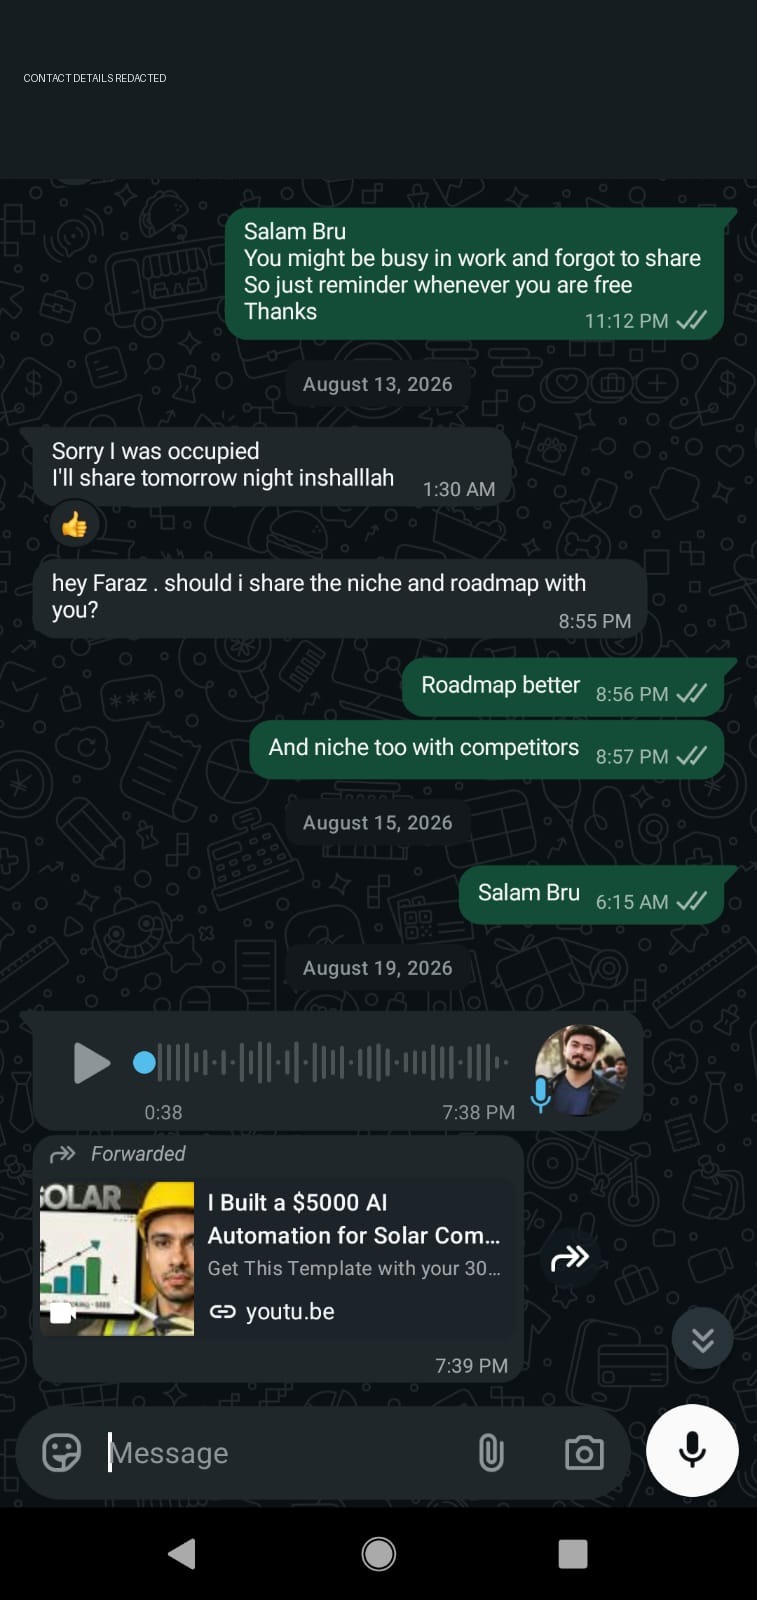 CONTACT DETAILS REDACTED
Salam Bru
You might be busy in work and forgot to share
So just reminder whenever you are free
Thanks
11:12 PM
August 13, 2026
Sorry I was occupied
I'll share tomorrow night inshalllah
1:30 AM
hey Faraz . should i share the niche and roadmap with
you?
8:55 PM
Roadmap better 8:56 PM
And niche too with competitors 8:57 PM
August 15, 2026
Salam Bru 6:15 AM
August 19, 2026
0:38 7:38 PM
Forwarded
SOLAR
I Built a $5000 AI
Automation for Solar Com...
Get This Template with your 30...
youtu.be
7:39 PM
Message